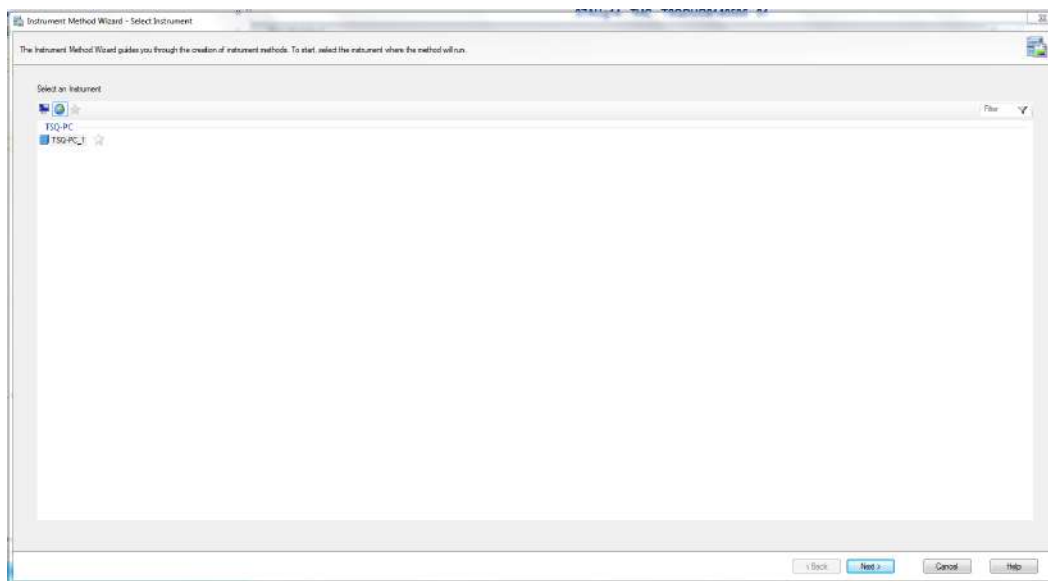 Instrument Method Wizard - Select Instrument
The Instrument Method Wizard guides you through the creation of instrument methods. To start, select the instrument where the method will run.
Select an Instrument
Filter
TSQ-PC
TSQ-PC_1
< Back Next > Cancel Help